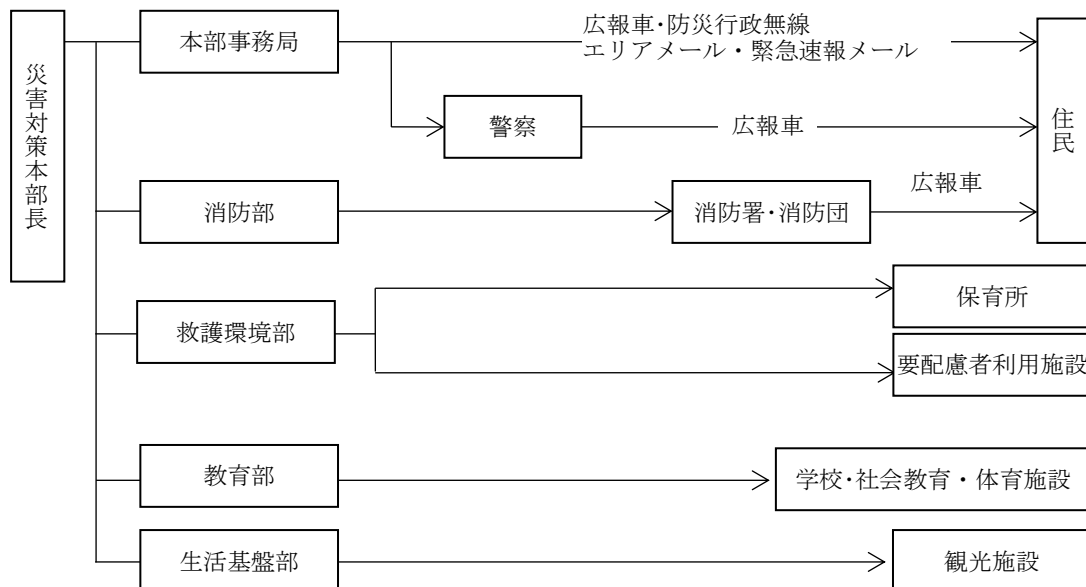 災害対策本部長
本部事務局
広報車・防災行政無線
エリアメール・緊急速報メール
住民
警察
広報車
消防部
消防署・消防団
広報車
救護環境部
保育所
要配慮者利用施設
教育部
学校・社会教育・体育施設
生活基盤部
観光施設